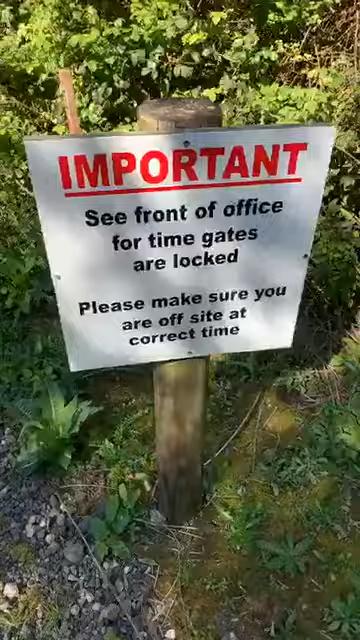 IMPORTANT
See front of office
for time gates
are locked
Please make sure you
are off site at
correct time